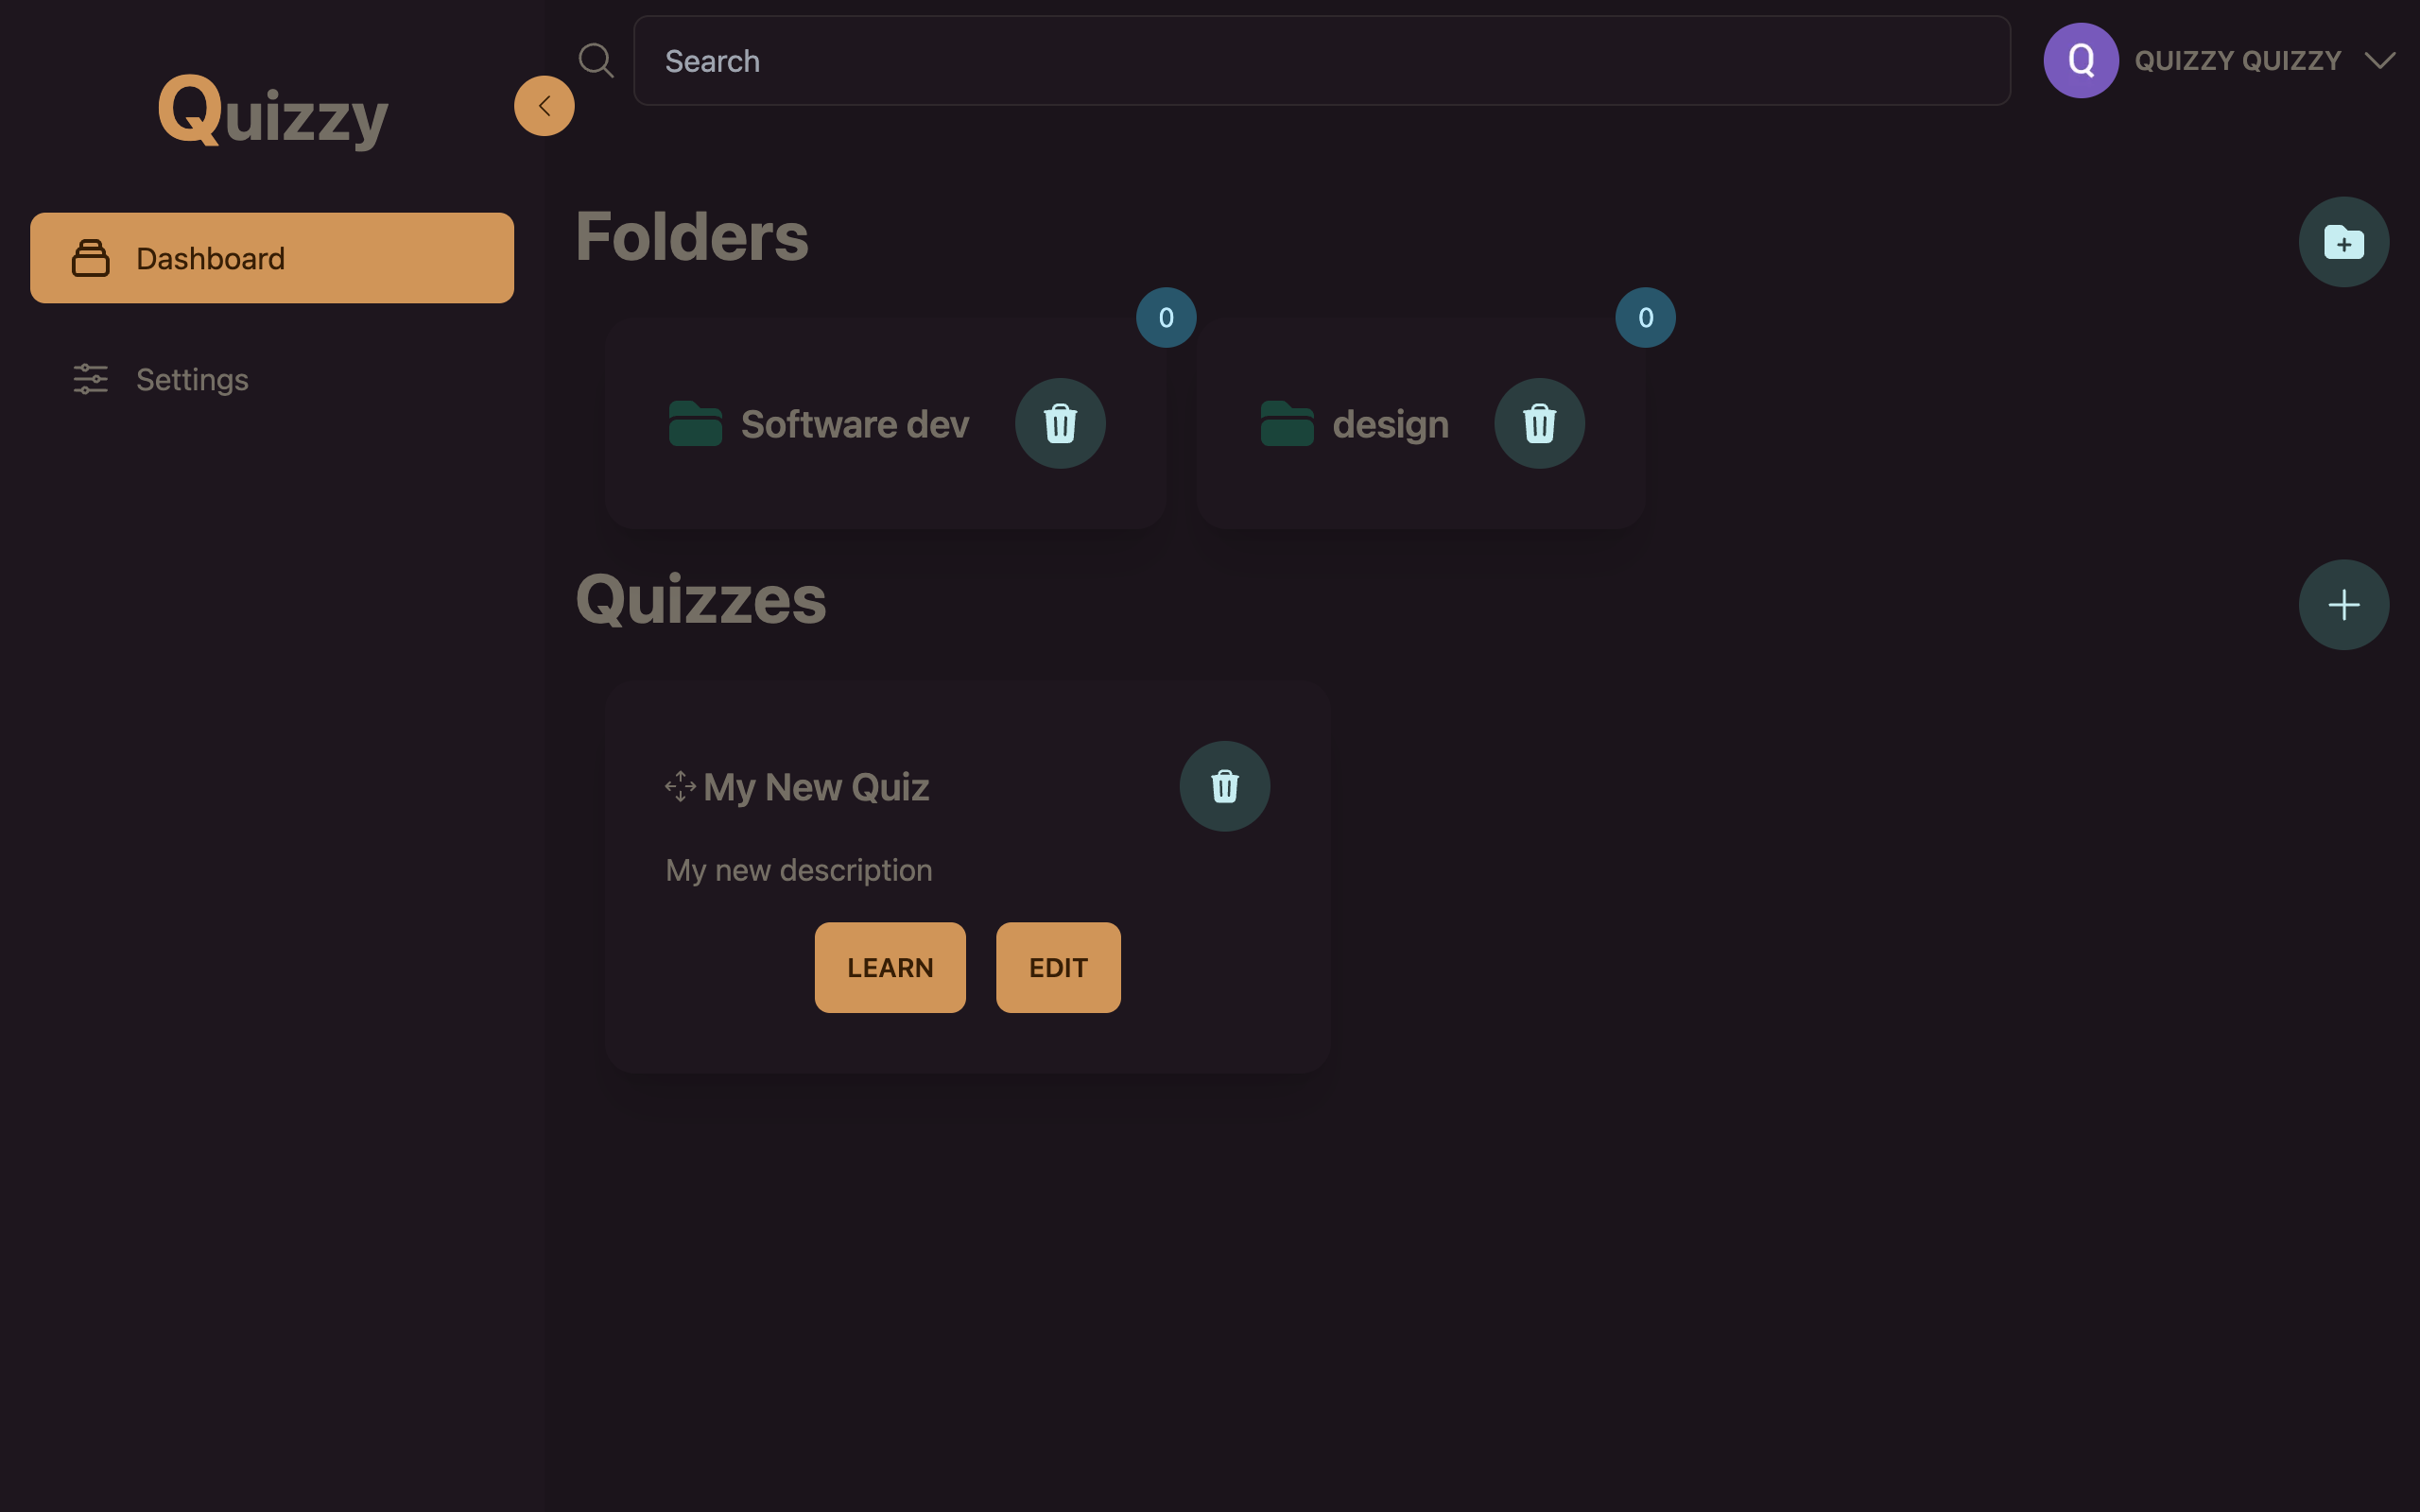 Quizzy
Search
Q
QUIZZY QUIZZY
Dashboard
Settings
Folders
0
0
Software dev
design
Quizzes
My New Quiz
My new description
LEARN
EDIT